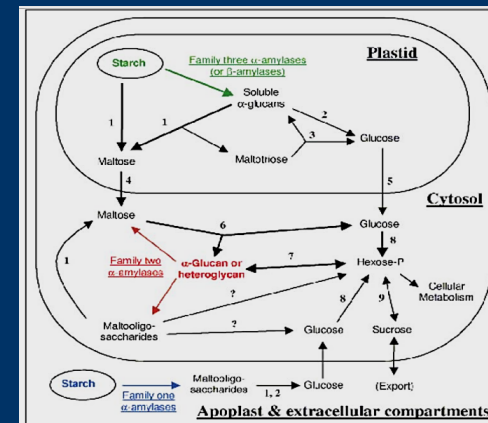 Plastid
Starch
Family three α-amylases
(or β-amylases)
Soluble
α-glucans
2
1
1
3
Glucose
Maltose
Maltotriose
4
5
Cytosol
Maltose
6
Glucose
8
Family two
α-amylases
α-Glucan or
heteroglycan
7
Hexose-P
1
?
Cellular
Metabolism
8
9
Maltooligo-
saccharides
?
Glucose
Sucrose
Starch
Family one
α-amylases
Maltooligo-
saccharides
1, 2
Glucose
(Export)
Apoplast & extracellular compartments